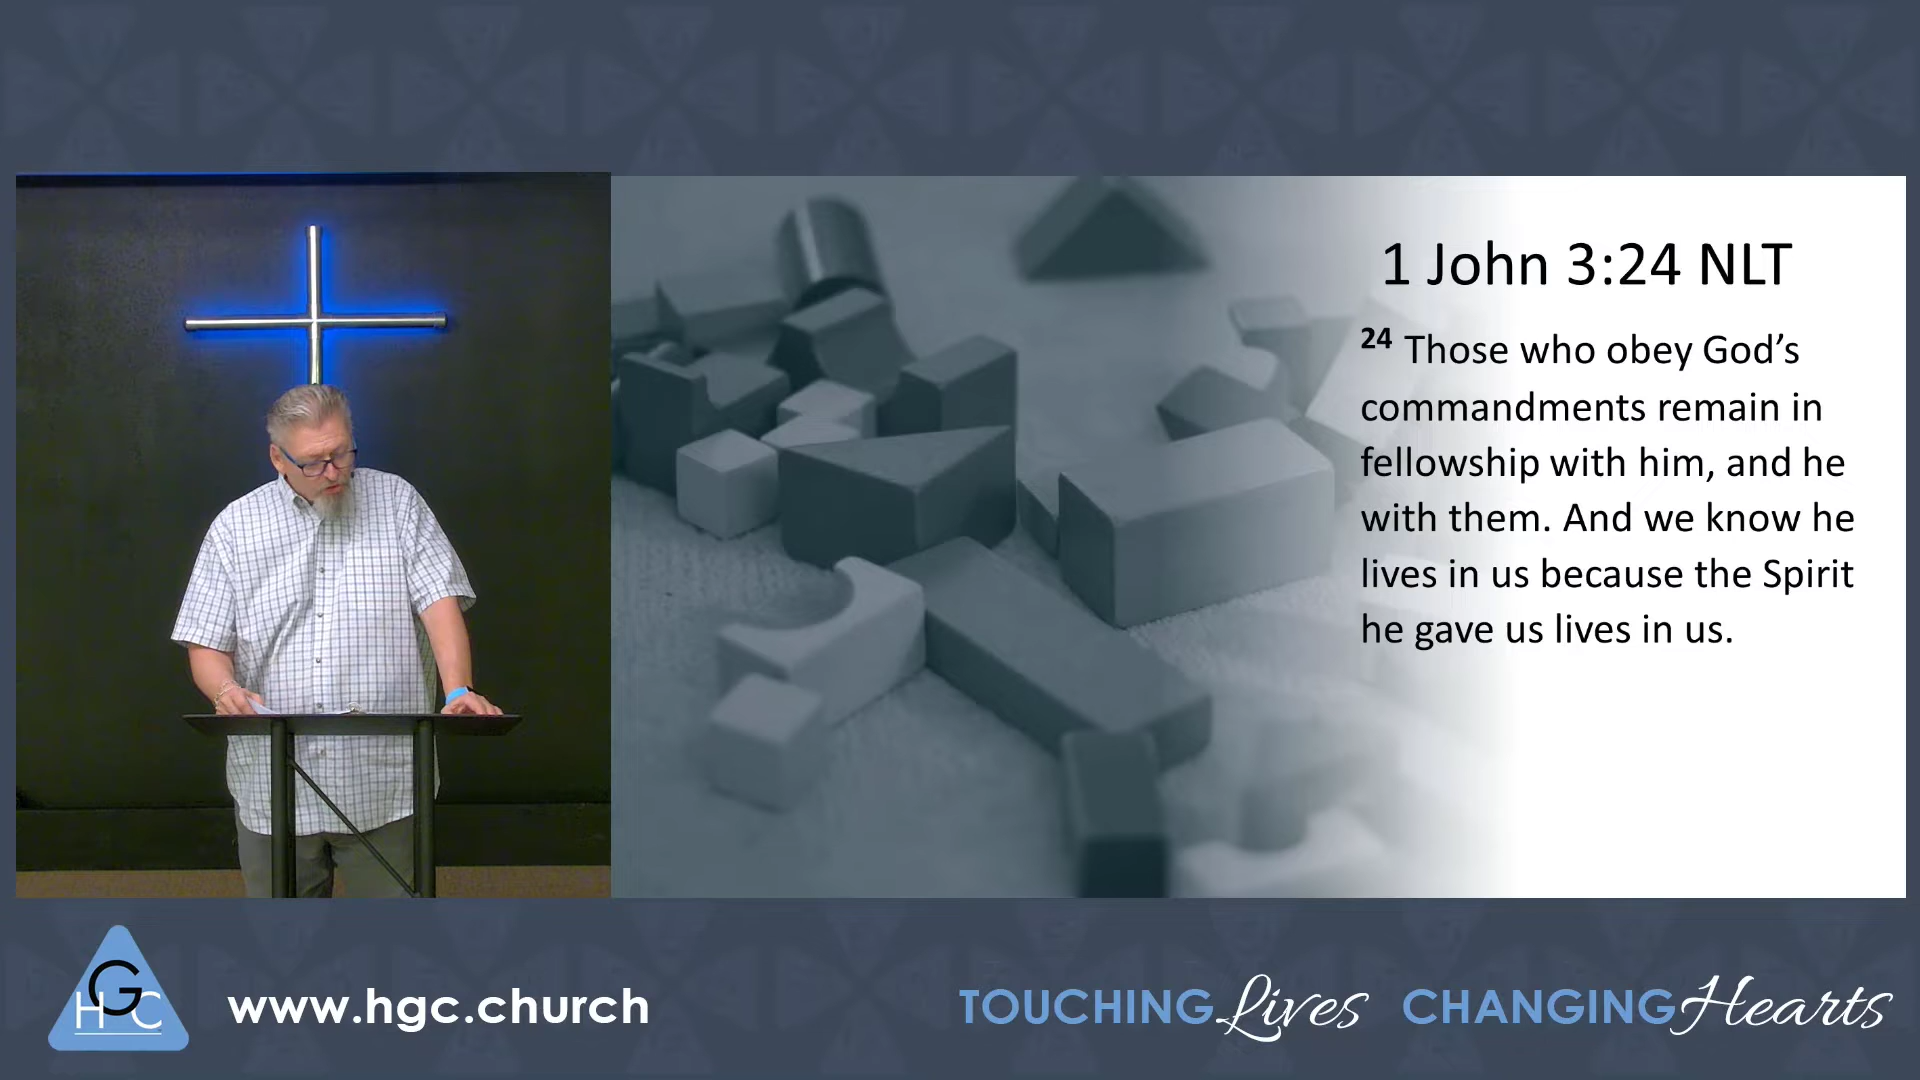 1 John 3:24 NLT
24 Those who obey God’s
commandments remain in
fellowship with him, and he
with them. And we know he
lives in us because the Spirit
he gave us lives in us.
HGC
www.hgc.church
TOUCHING Lives CHANGING Hearts